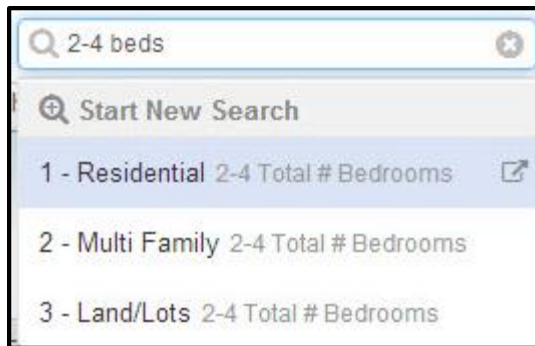 2-4 beds
Start New Search
1 - Residential 2-4 Total # Bedrooms
2 - Multi Family 2-4 Total # Bedrooms
3 - Land/Lots 2-4 Total # Bedrooms